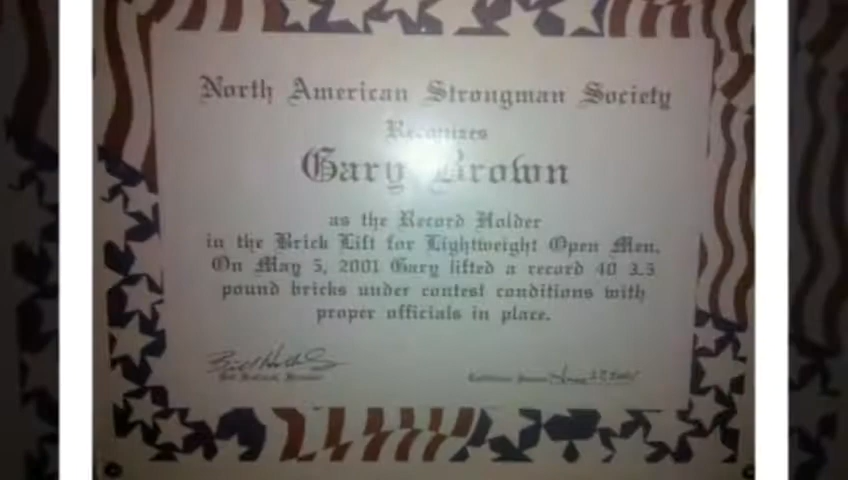 North American Strongman Society
Recognizes
Gary Brown
as the Record Holder
in the Brick Lift for Lightweight Open Men.
On May 5, 2001 Gary lifted a record 40 3.5
pound bricks under contest conditions with
proper officials in place.